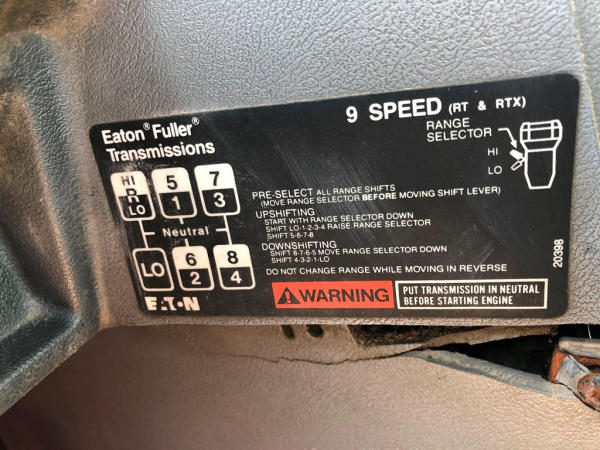 Eaton® Fuller®
Transmissions
9 SPEED (RT & RTX)
RANGE
SELECTOR
HI
LO
HI 5 7
R
LO 1 3
Neutral
LO 6 8
2 4
EATON
PRE-SELECT ALL RANGE SHIFTS
(MOVE RANGE SELECTOR BEFORE MOVING SHIFT LEVER)
UPSHIFTING
START WITH RANGE SELECTOR DOWN
SHIFT LO-1-2-3-4 RAISE RANGE SELECTOR
SHIFT 5-6-7-8
DOWNSHIFTING
SHIFT 8-7-6-5 MOVE RANGE SELECTOR DOWN
SHIFT 4-3-2-1-LO
DO NOT CHANGE RANGE WHILE MOVING IN REVERSE
WARNING
PUT TRANSMISSION IN NEUTRAL
BEFORE STARTING ENGINE
20398